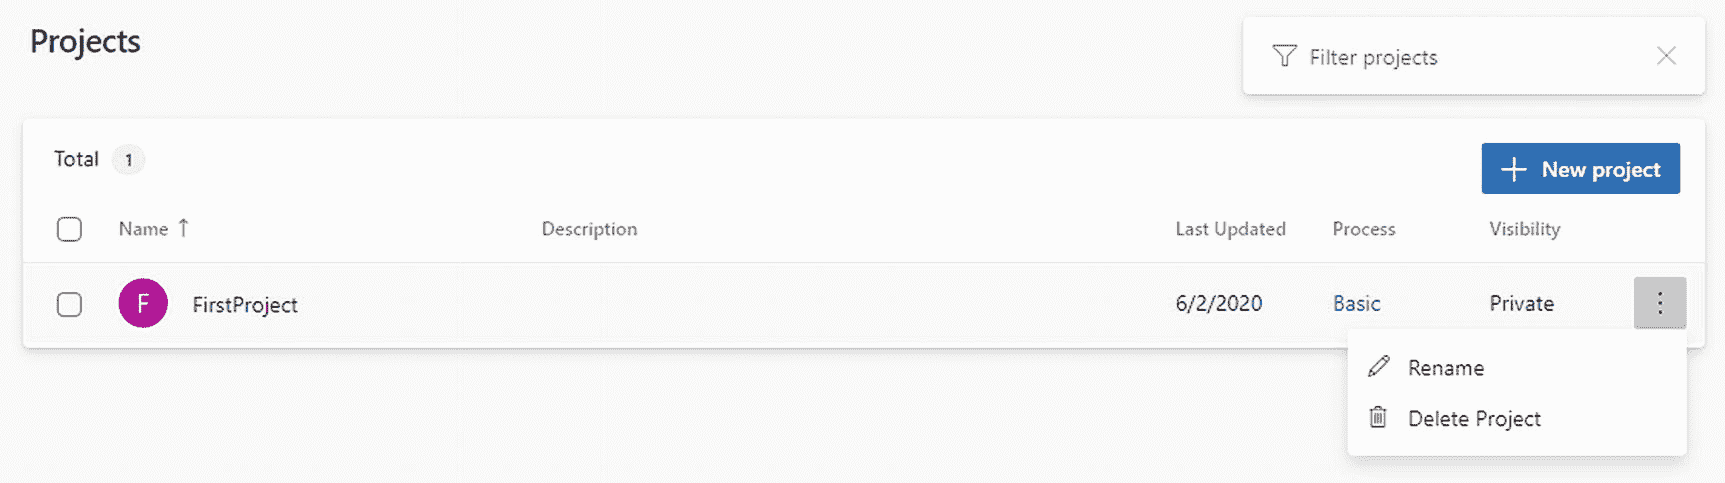 Projects
Filter projects
Total 1
New project
Name Description Last Updated Process Visibility
F FirstProject 6/2/2020 Basic Private
Rename
Delete Project